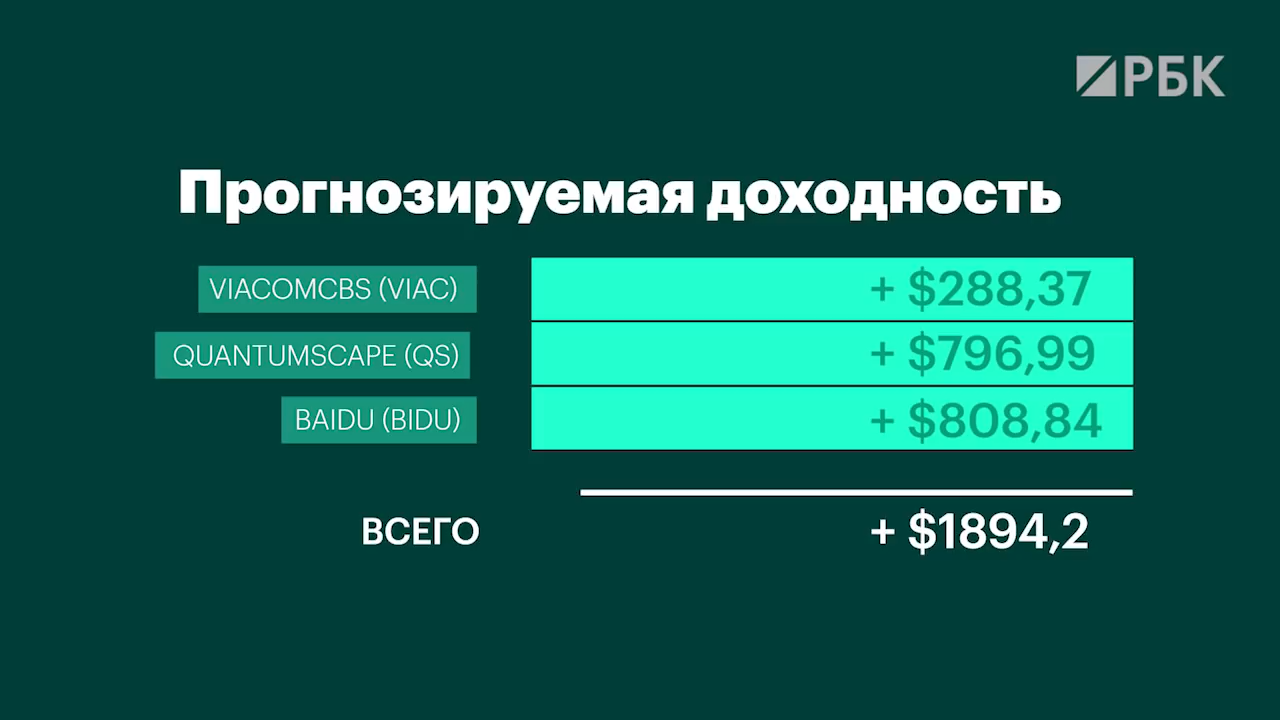 РБК
Прогнозируемая доходность
VIACOMCBS (VIAC) + $288,37
QUANTUMSCAPE (QS) + $796,99
BAIDU (BIDU) + $808,84
ВСЕГО + $1894,2